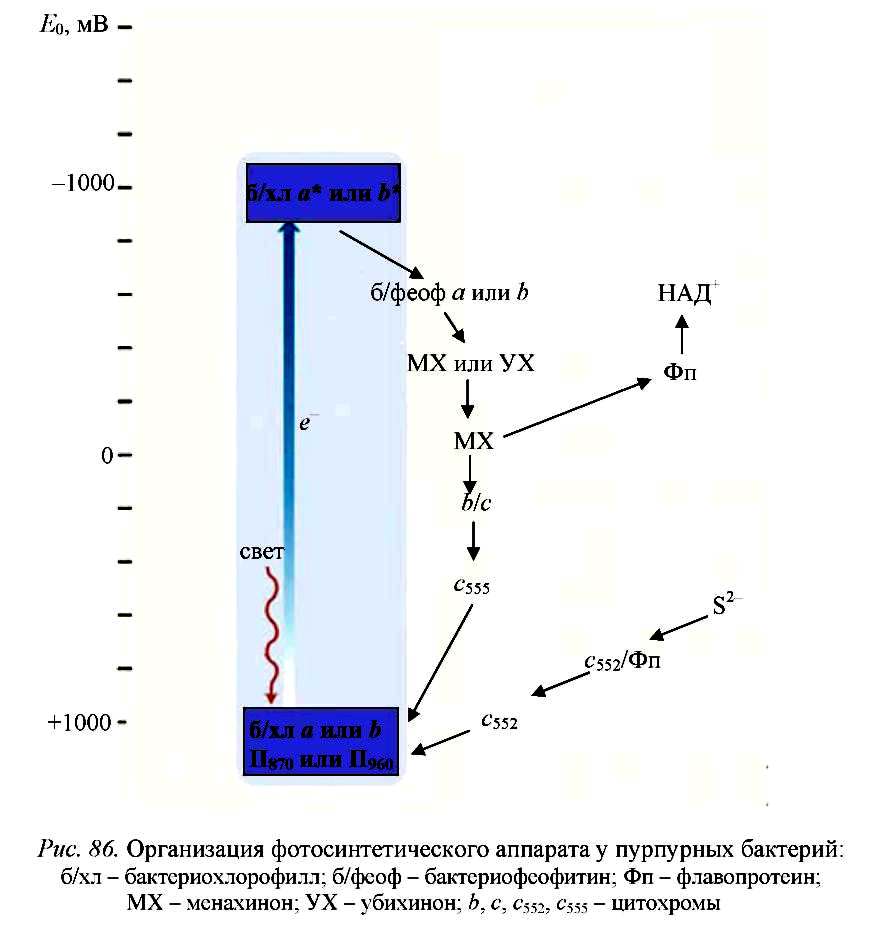 E₀, мВ
−1000
б/хл a* или b*
б/феоф a или b
НАД⁺
МХ или УХ
Фп
e⁻
МХ
0
b/c
свет
c₅₅₅
S²⁻
c₅₅₂/Фп
+1000
б/хл a или b
П₈₇₀ или П₉₆₀
c₅₅₂
Рис. 86. Организация фотосинтетического аппарата у пурпурных бактерий:
б/хл – бактериохлорофилл; б/феоф – бактериофеофитин; Фп – флавопротеин;
МХ – менахинон; УХ – убихинон; b, c, c₅₅₂, c₅₅₅ – цитохромы